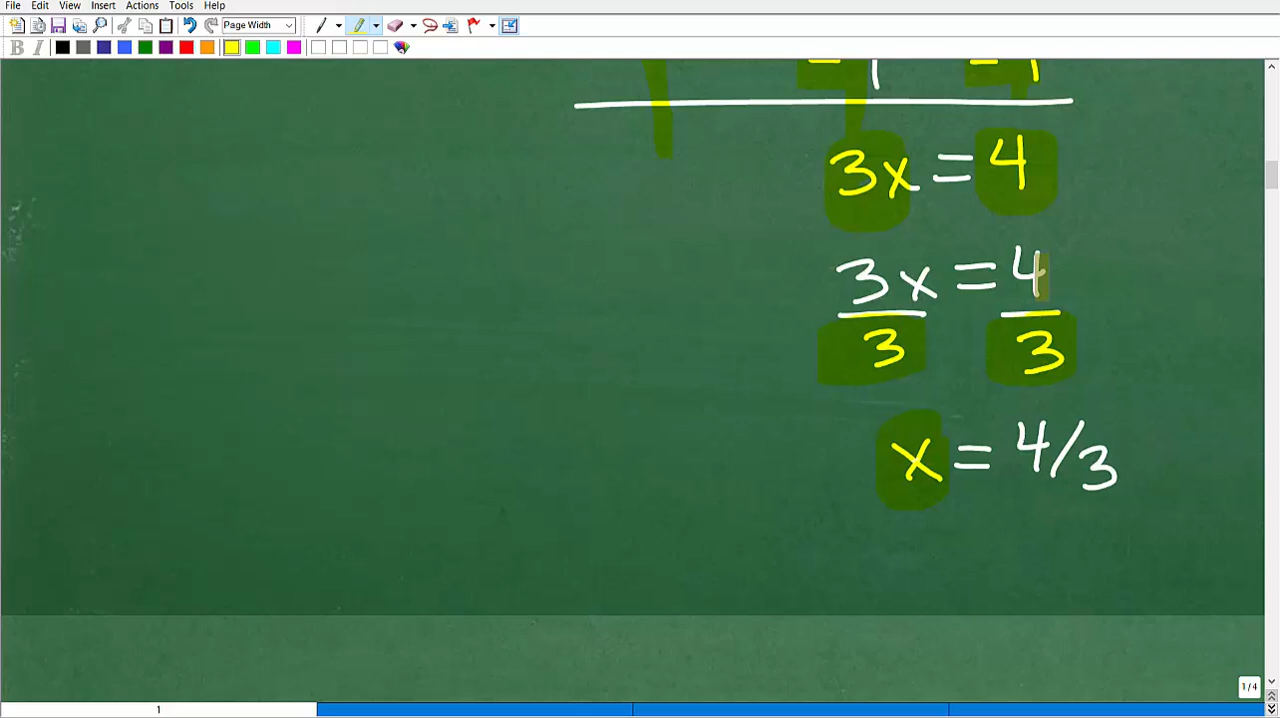 File Edit View Insert Actions Tools Help
Page Width
B I
3x = 4
3x = 4
3 3
x = 4/3
1/4
1